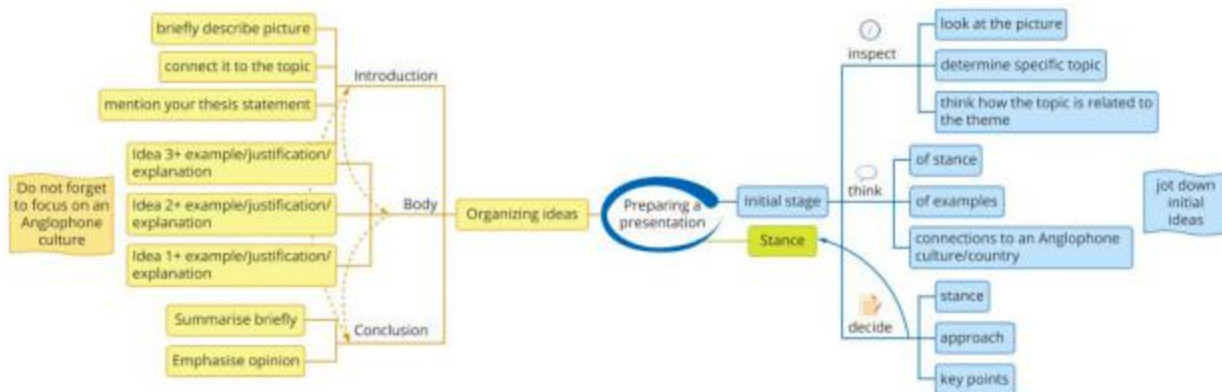 briefly describe picture
connect it to the topic
mention your thesis statement
Introduction
Idea 3+ example/justification/
explanation
Idea 2+ example/justification/
explanation
Idea 1+ example/justification/
explanation
Body
Do not forget
to focus on an
Anglophone
culture
Summarise briefly
Emphasise opinion
Conclusion
Organizing ideas
Preparing a
presentation
Initial stage
Stance
inspect
look at the picture
determine specific topic
think how the topic is related to
the theme
think
of stance
of examples
connections to an Anglophone
culture/country
jot down
initial
ideas
decide
stance
approach
key points